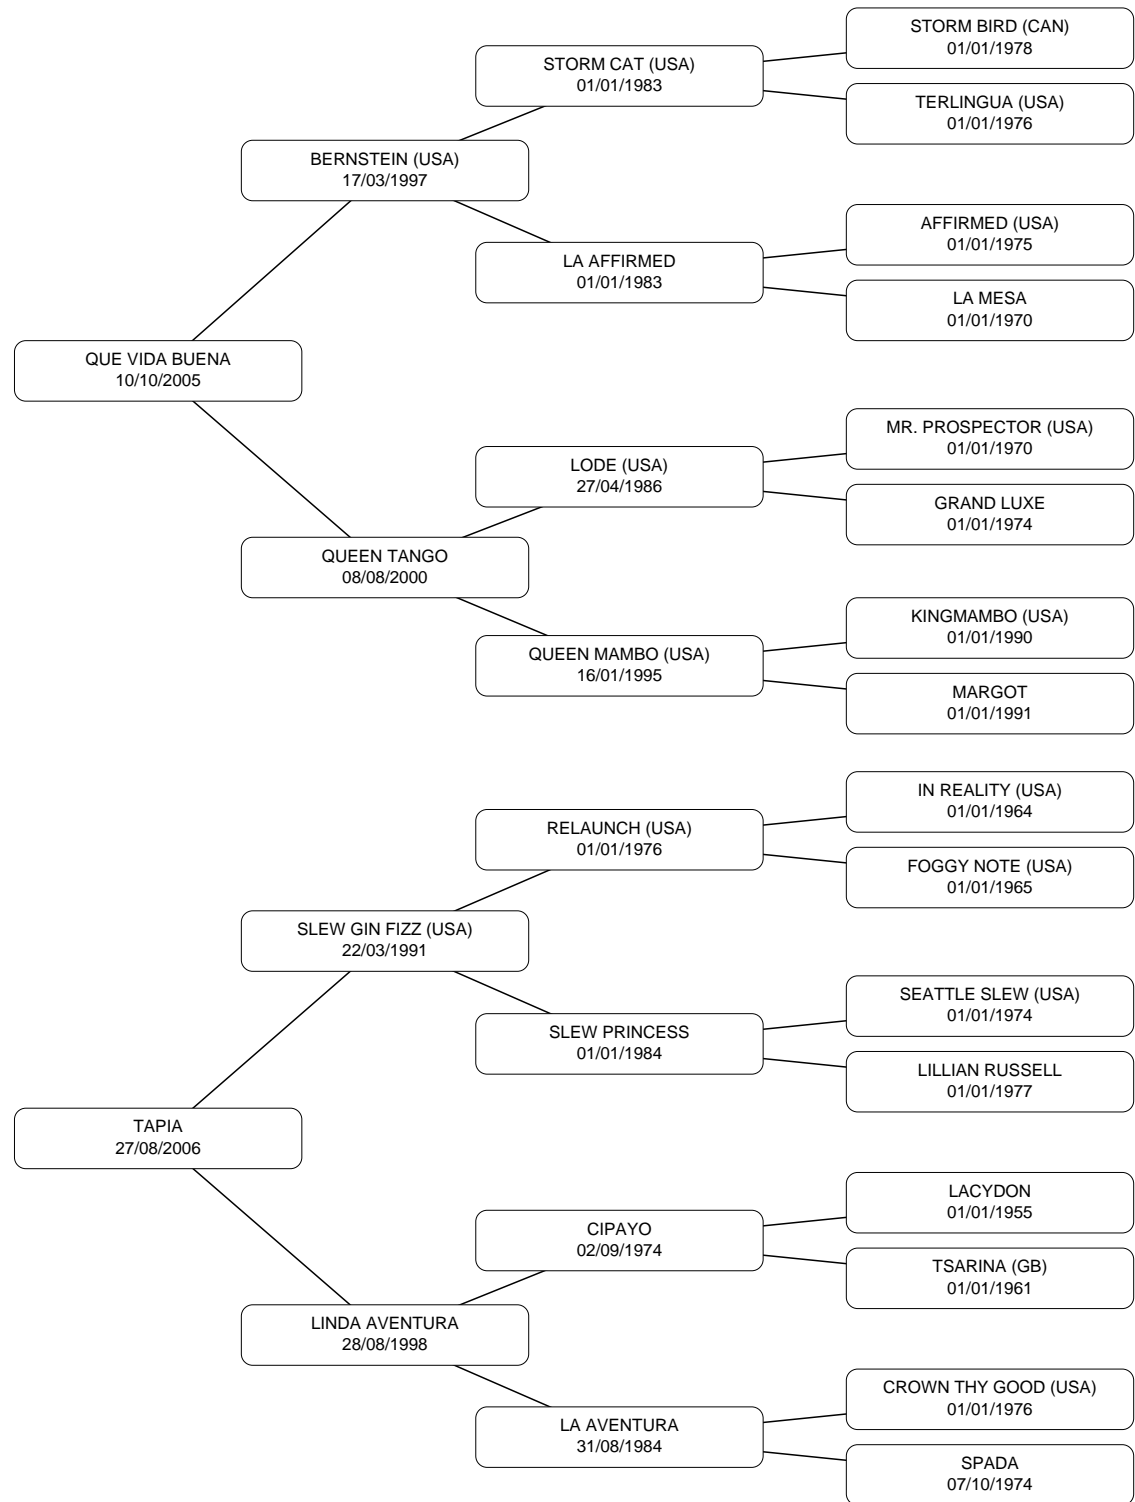 STORM BIRD (CAN)
01/01/1978
STORM CAT (USA)
01/01/1983
TERLINGUA (USA)
01/01/1976
BERNSTEIN (USA)
17/03/1997
AFFIRMED (USA)
01/01/1975
LA AFFIRMED
01/01/1983
LA MESA
01/01/1970
QUE VIDA BUENA
10/10/2005
MR. PROSPECTOR (USA)
01/01/1970
LODE (USA)
27/04/1986
GRAND LUXE
01/01/1974
QUEEN TANGO
08/08/2000
KINGMAMBO (USA)
01/01/1990
QUEEN MAMBO (USA)
16/01/1995
MARGOT
01/01/1991
IN REALITY (USA)
01/01/1964
RELAUNCH (USA)
01/01/1976
FOGGY NOTE (USA)
01/01/1965
SLEW GIN FIZZ (USA)
22/03/1991
SEATTLE SLEW (USA)
01/01/1974
SLEW PRINCESS
01/01/1984
LILLIAN RUSSELL
01/01/1977
TAPIA
27/08/2006
LACYDON
01/01/1955
CIPAYO
02/09/1974
TSARINA (GB)
01/01/1961
LINDA AVENTURA
28/08/1998
CROWN THY GOOD (USA)
01/01/1976
LA AVENTURA
31/08/1984
SPADA
07/10/1974